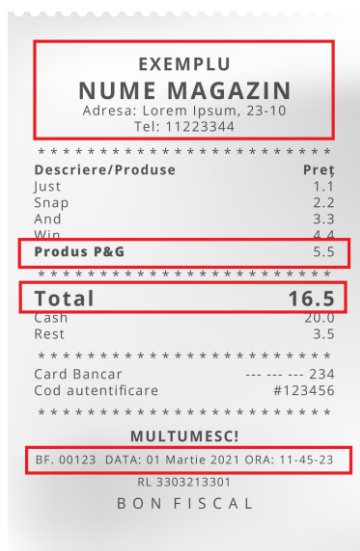 EXEMPLU
NUME MAGAZIN
Adresa: Lorem Ipsum, 23-10
Tel: 11223344
* * * * * * * * * * * * * * * * * * * * * * * *
Descriere/Produse Preț
Just 1.1
Snap 2.2
And 3.3
Win 4.4
Produs P&G 5.5
* * * * * * * * * * * * * * * * * * * * * * * *
Total 16.5
Cash 20.0
Rest 3.5
* * * * * * * * * * * * * * * * * * * * * * * *
Card Bancar --- --- --- 234
Cod autentificare #123456
* * * * * * * * * * * * * * * * * * * * * * * *
MULTUMESC!
BF. 00123 DATA: 01 Martie 2021 ORA: 11-45-23
RL 3303213301
BON FISCAL